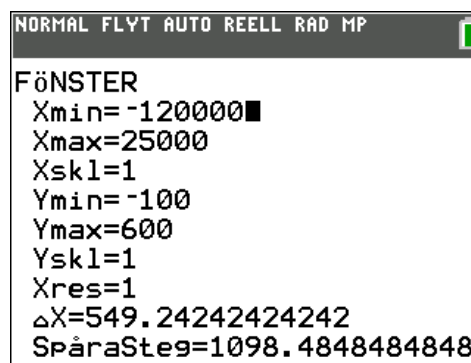 NORMAL FLYT AUTO REELL RAD MP
FöNSTER
Xmin=-120000
Xmax=25000
Xskl=1
Ymin=-100
Ymax=600
Yskl=1
Xres=1
△X=549.24242424242
SpåraSteg=1098.4848484848